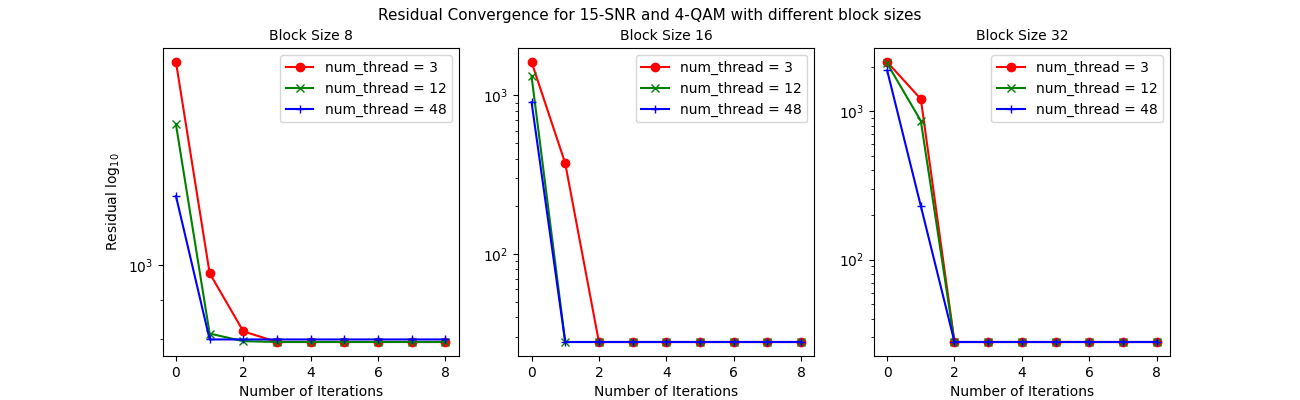 Residual Convergence for 15-SNR and 4-QAM with different block sizes
Block Size 8
num_thread = 3
num_thread = 12
num_thread = 48
Residual log₁₀
10³
0 2 4 6 8
Number of Iterations
Block Size 16
num_thread = 3
num_thread = 12
num_thread = 48
10³
10²
0 2 4 6 8
Number of Iterations
Block Size 32
num_thread = 3
num_thread = 12
num_thread = 48
10³
10²
0 2 4 6 8
Number of Iterations